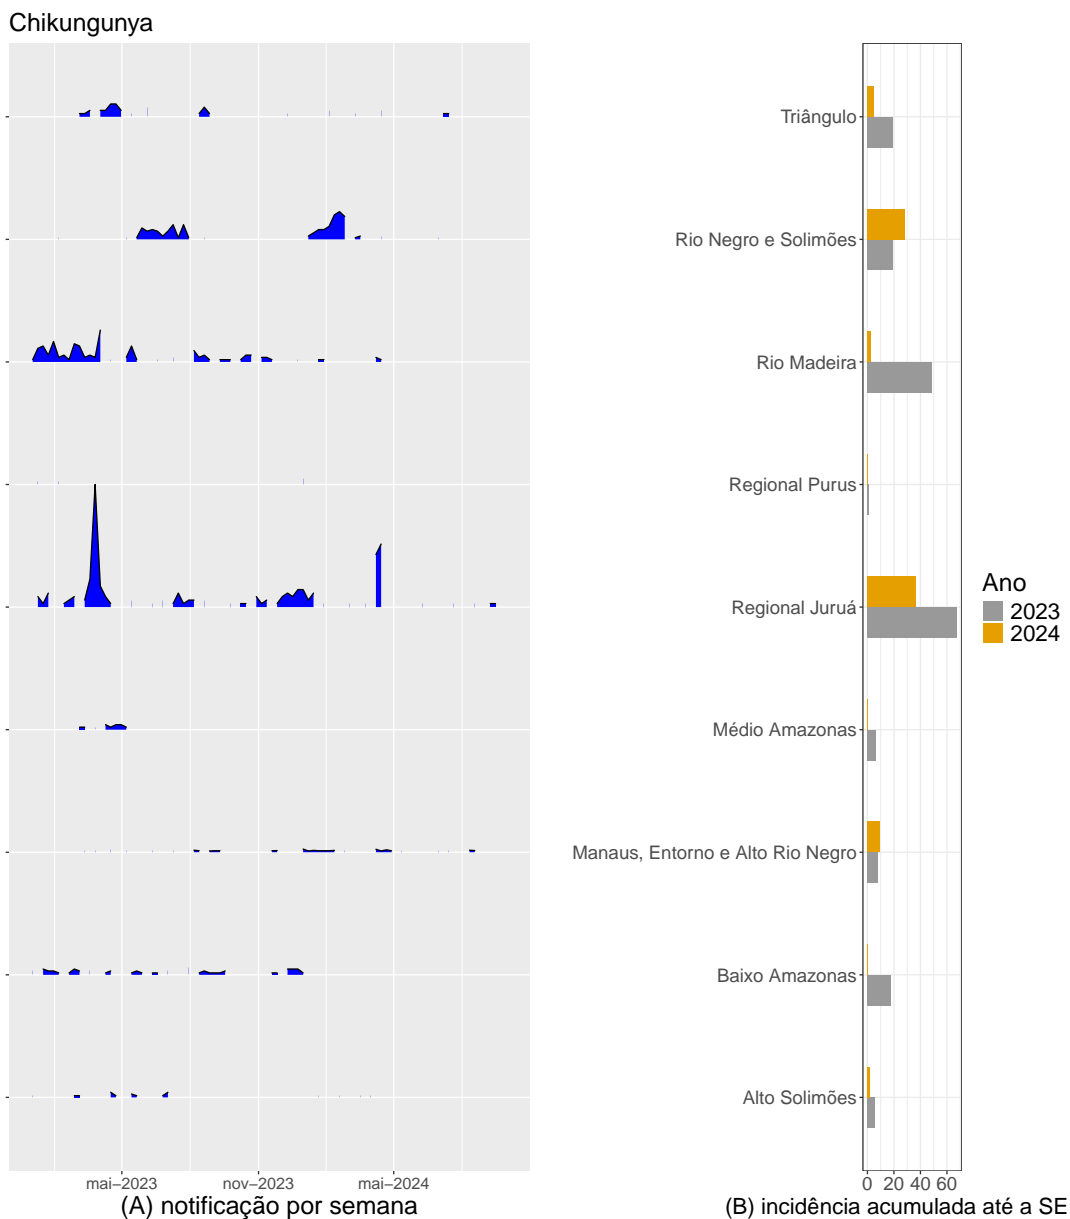 Chikungunya
Triângulo
Rio Negro e Solimões
Rio Madeira
Regional Purus
Regional Juruá
Médio Amazonas
Manaus, Entorno e Alto Rio Negro
Baixo Amazonas
Alto Solimões
Ano
2023
2024
mai−2023 nov−2023 mai−2024
0 20 40 60
(A) notificação por semana
(B) incidência acumulada até a SE